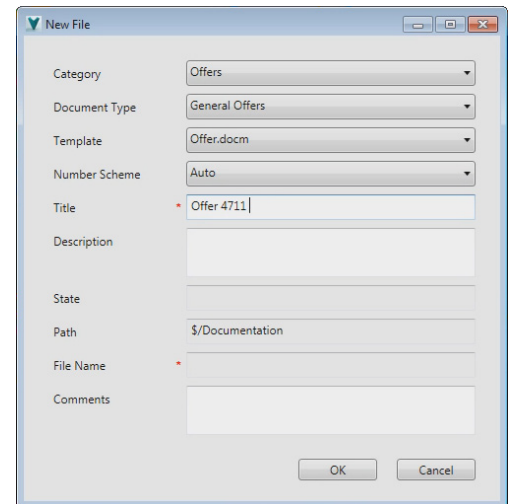 New File
Category Offers
Document Type General Offers
Template Offer.docm
Number Scheme Auto
Title * Offer 4711
Description
State
Path $/Documentation
File Name *
Comments
OK Cancel